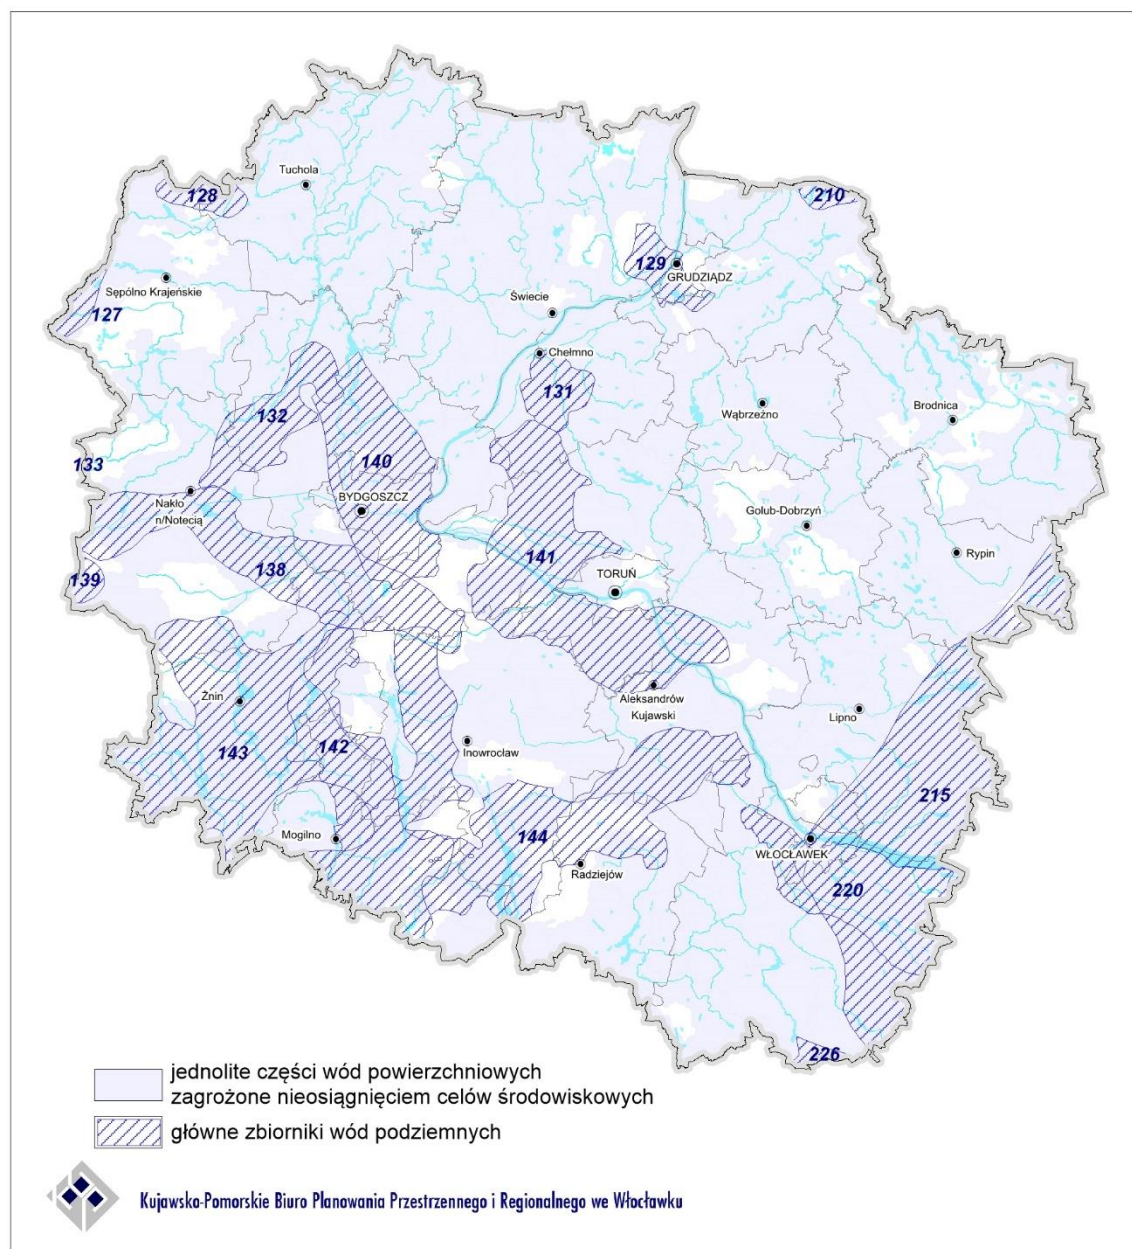 Tuchola
128
210
129
GRUDZIĄDZ
Sępólno Krajeńskie
127
Świecie
Chełmno
131
Wąbrzeźno
Brodnica
132
133
140
Nakło
n/Notecią
BYDGOSZCZ
Golub-Dobrzyń
Rypin
141
138
139
TORUŃ
Żnin
Aleksandrów
Kujawski
Lipno
143
142
Inowrocław
215
Mogilno
144
Radziejów
WŁOCŁAWEK
220
226
jednolite części wód powierzchniowych
zagrożone nieosiągnięciem celów środowiskowych
główne zbiorniki wód podziemnych
Kujawsko-Pomorskie Biuro Planowania Przestrzennego i Regionalnego we Włocławku